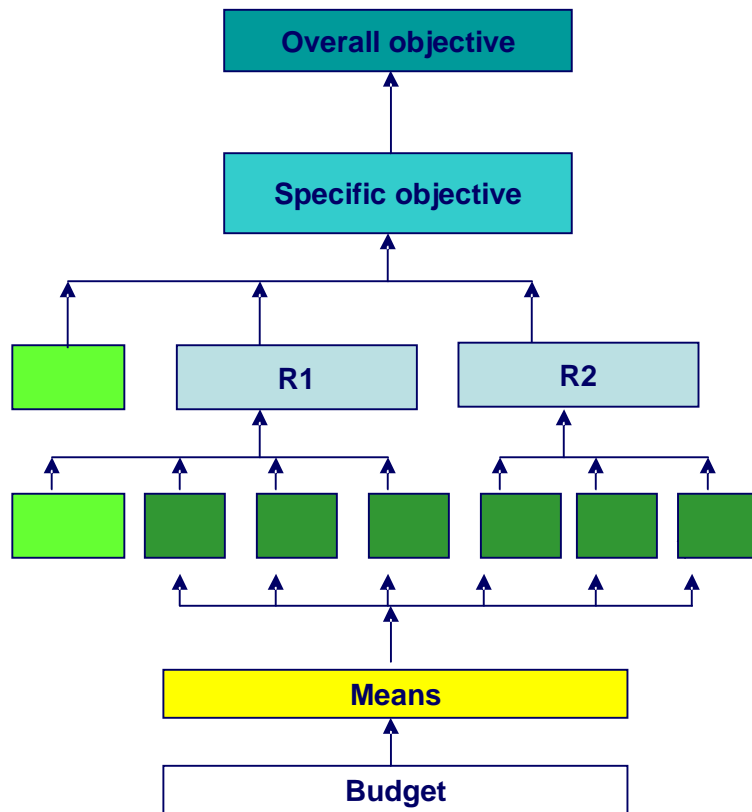 Overall objective
Specific objective
R1
R2
Means
Budget